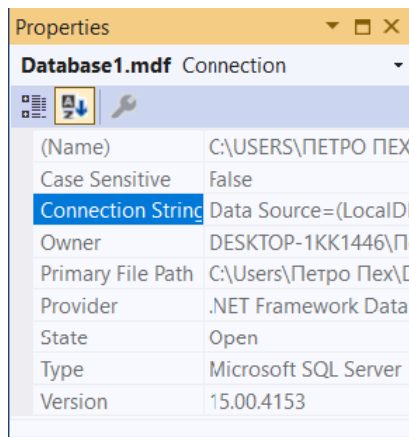 Properties
Database1.mdf Connection
(Name) C:\USERS\ПЕТРО ПЕХ
Case Sensitive False
Connection String Data Source=(LocalD
Owner DESKTOP-1KK1446\П
Primary File Path C:\Users\Петро Пех\D
Provider .NET Framework Data
State Open
Type Microsoft SQL Server
Version 15.00.4153